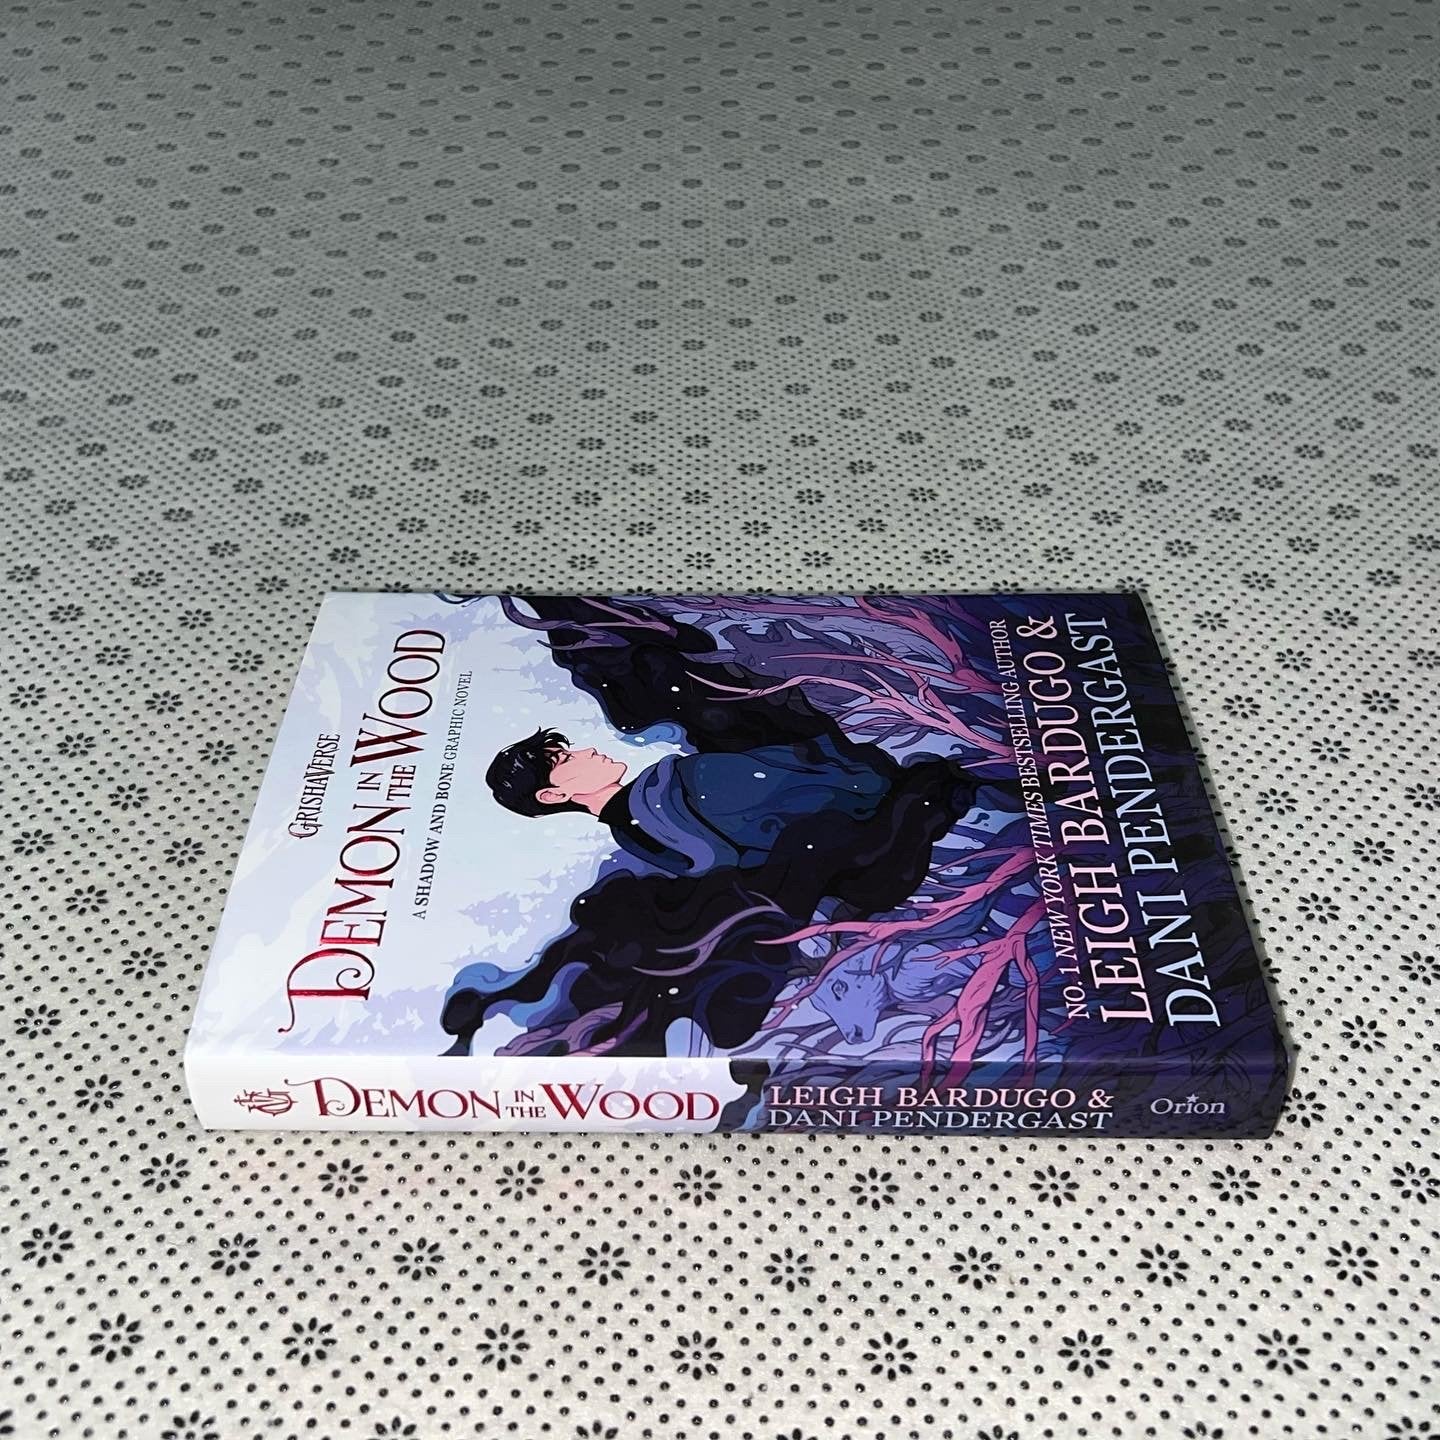 GRISHAVERSE
DEMON IN THE WOOD
A SHADOW AND BONE GRAPHIC NOVEL
NO. 1 NEW YORK TIMES BESTSELLING AUTHOR
LEIGH BARDUGO &
DANI PENDERGAST
DEMON IN THE WOOD
LEIGH BARDUGO &
DANI PENDERGAST
Orion